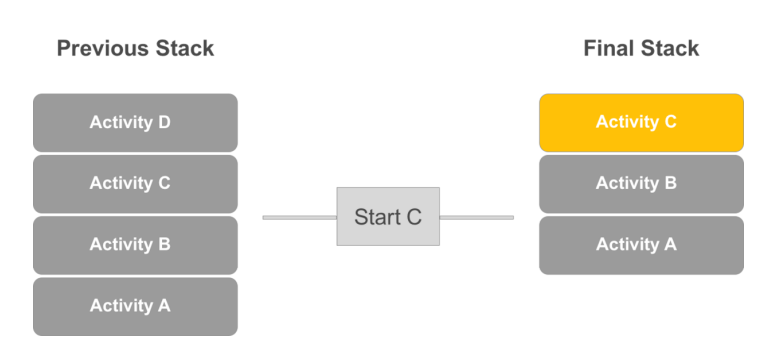 Previous Stack
Activity D
Activity C
Activity B
Activity A
Start C
Final Stack
Activity C
Activity B
Activity A